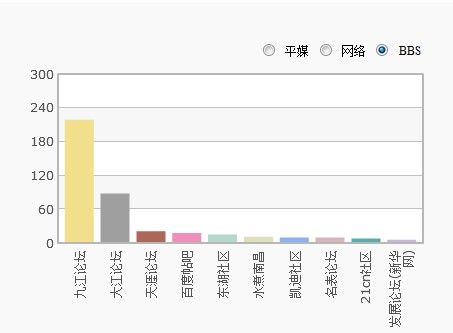 平媒 网络 BBS
300
240
180
120
60
0
九江论坛
大江论坛
天涯论坛
百度帖吧
东湖社区
水煮南昌
凯迪社区
名表论坛
21cn社区
发展论坛(新华
网)